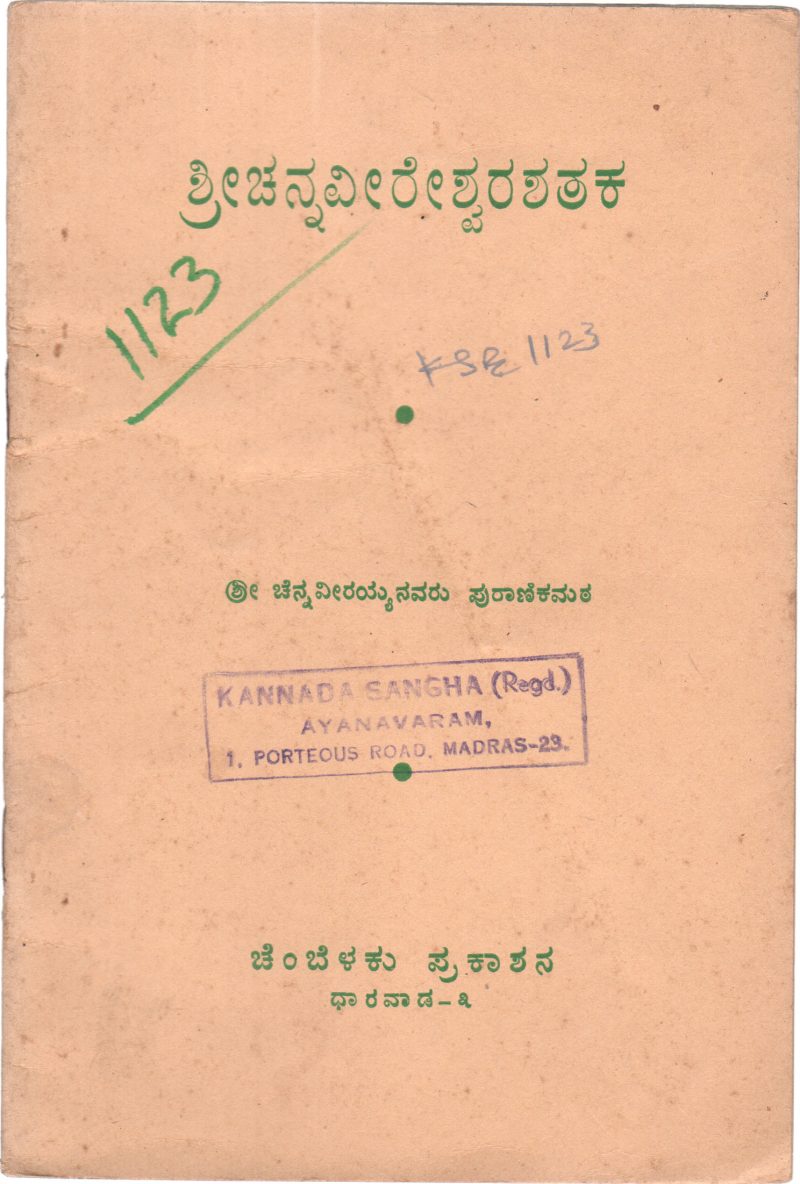 ಶ್ರೀಚನ್ನವೀರೇಶ್ವರಶತಕ
1123
1123
ಶ್ರೀ ಚೆನ್ನವೀರಯ್ಯನವರು ಪುರಾಣಿಕಮಠ
KANNADA SANGHA (Regd.)
AYANAVARAM,
1, PORTEOUS ROAD, MADRAS-23.
ಚೆಂಬೆಳಕು ಪ್ರಕಾಶನ
ಧಾರವಾಡ-೩